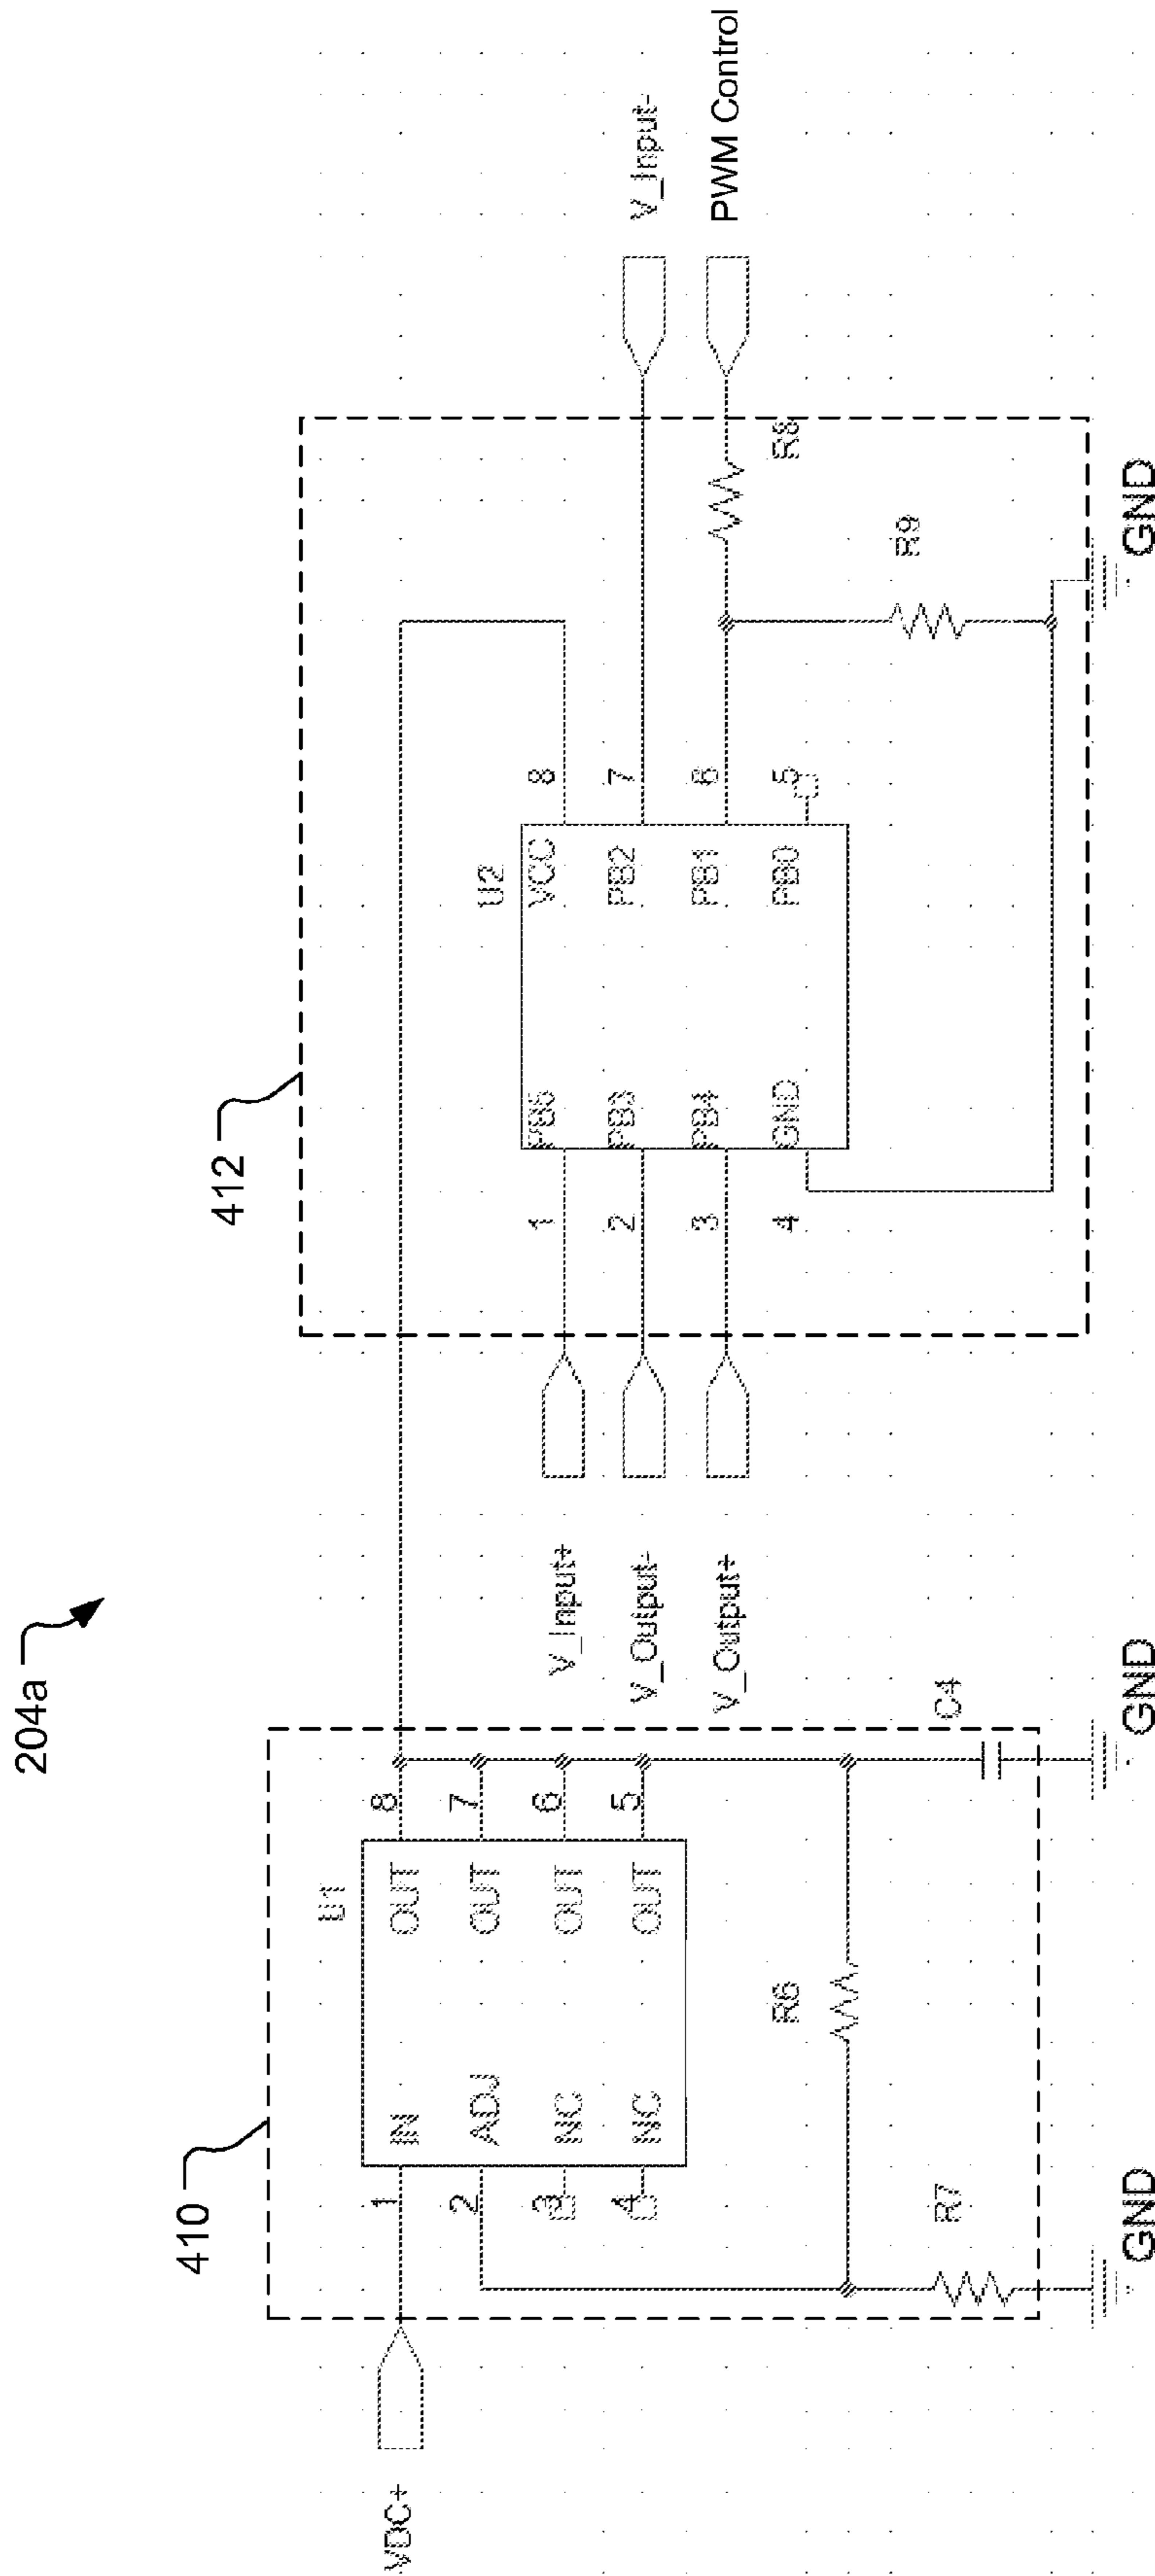 204a
410
412
U1
VDC+
1
IN
OUT
8
2
ADJ
OUT
7
3
NC
OUT
6
4
NC
OUT
5
R6
R7
C4
GND
GND
U2
V_Input+
1
PB5
VCC
8
V_Output-
2
PB3
PB2
7
V_Input-
V_Output+
3
PB4
PB1
6
PWM Control
4
GND
PB0
5
R8
R9
GND